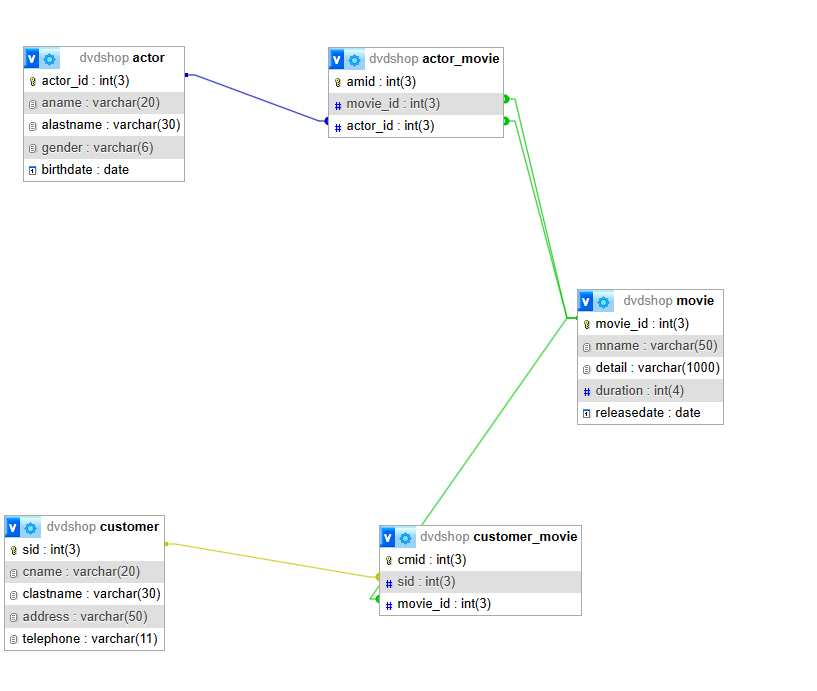 v dvdshop actor
actor_id : int(3)
aname : varchar(20)
alastname : varchar(30)
gender : varchar(6)
birthdate : date
v dvdshop actor_movie
amid : int(3)
# movie_id : int(3)
# actor_id : int(3)
v dvdshop movie
movie_id : int(3)
mname : varchar(50)
detail : varchar(1000)
# duration : int(4)
releasedate : date
v dvdshop customer
sid : int(3)
cname : varchar(20)
clastname : varchar(30)
address : varchar(50)
telephone : varchar(11)
v dvdshop customer_movie
cmid : int(3)
# sid : int(3)
# movie_id : int(3)